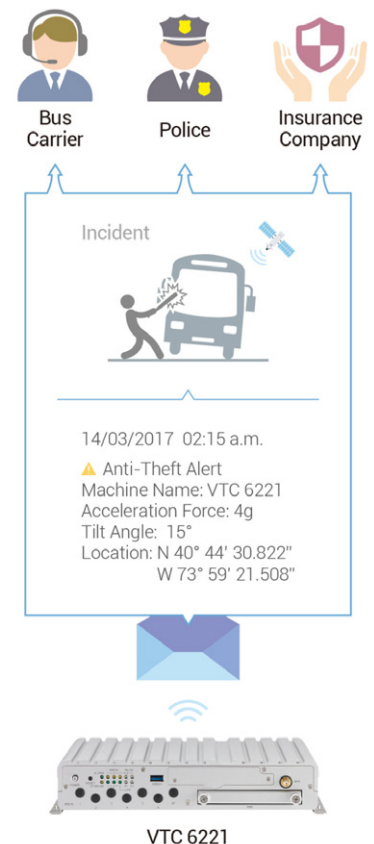 Bus
Carrier
Police
Insurance
Company
Incident
14/03/2017 02:15 a.m.
Anti-Theft Alert
Machine Name: VTC 6221
Acceleration Force: 4g
Tilt Angle: 15°
Location: N 40° 44' 30.822"
W 73° 59' 21.508"
VTC 6221